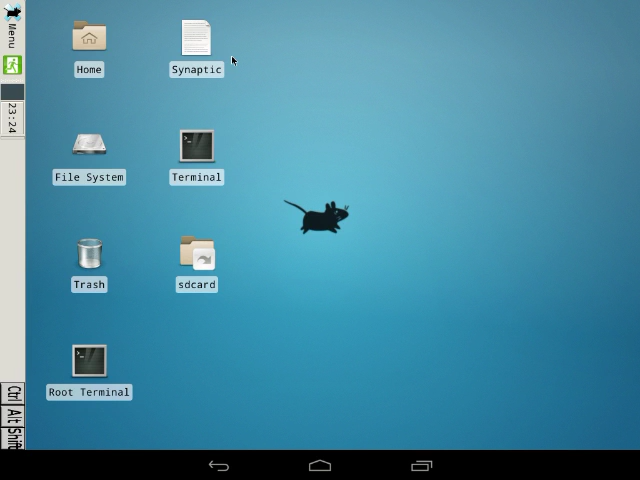 Menu
23:24
Home
Synaptic
File System
Terminal
Trash
sdcard
Root Terminal
Ctrl
Alt
Shift